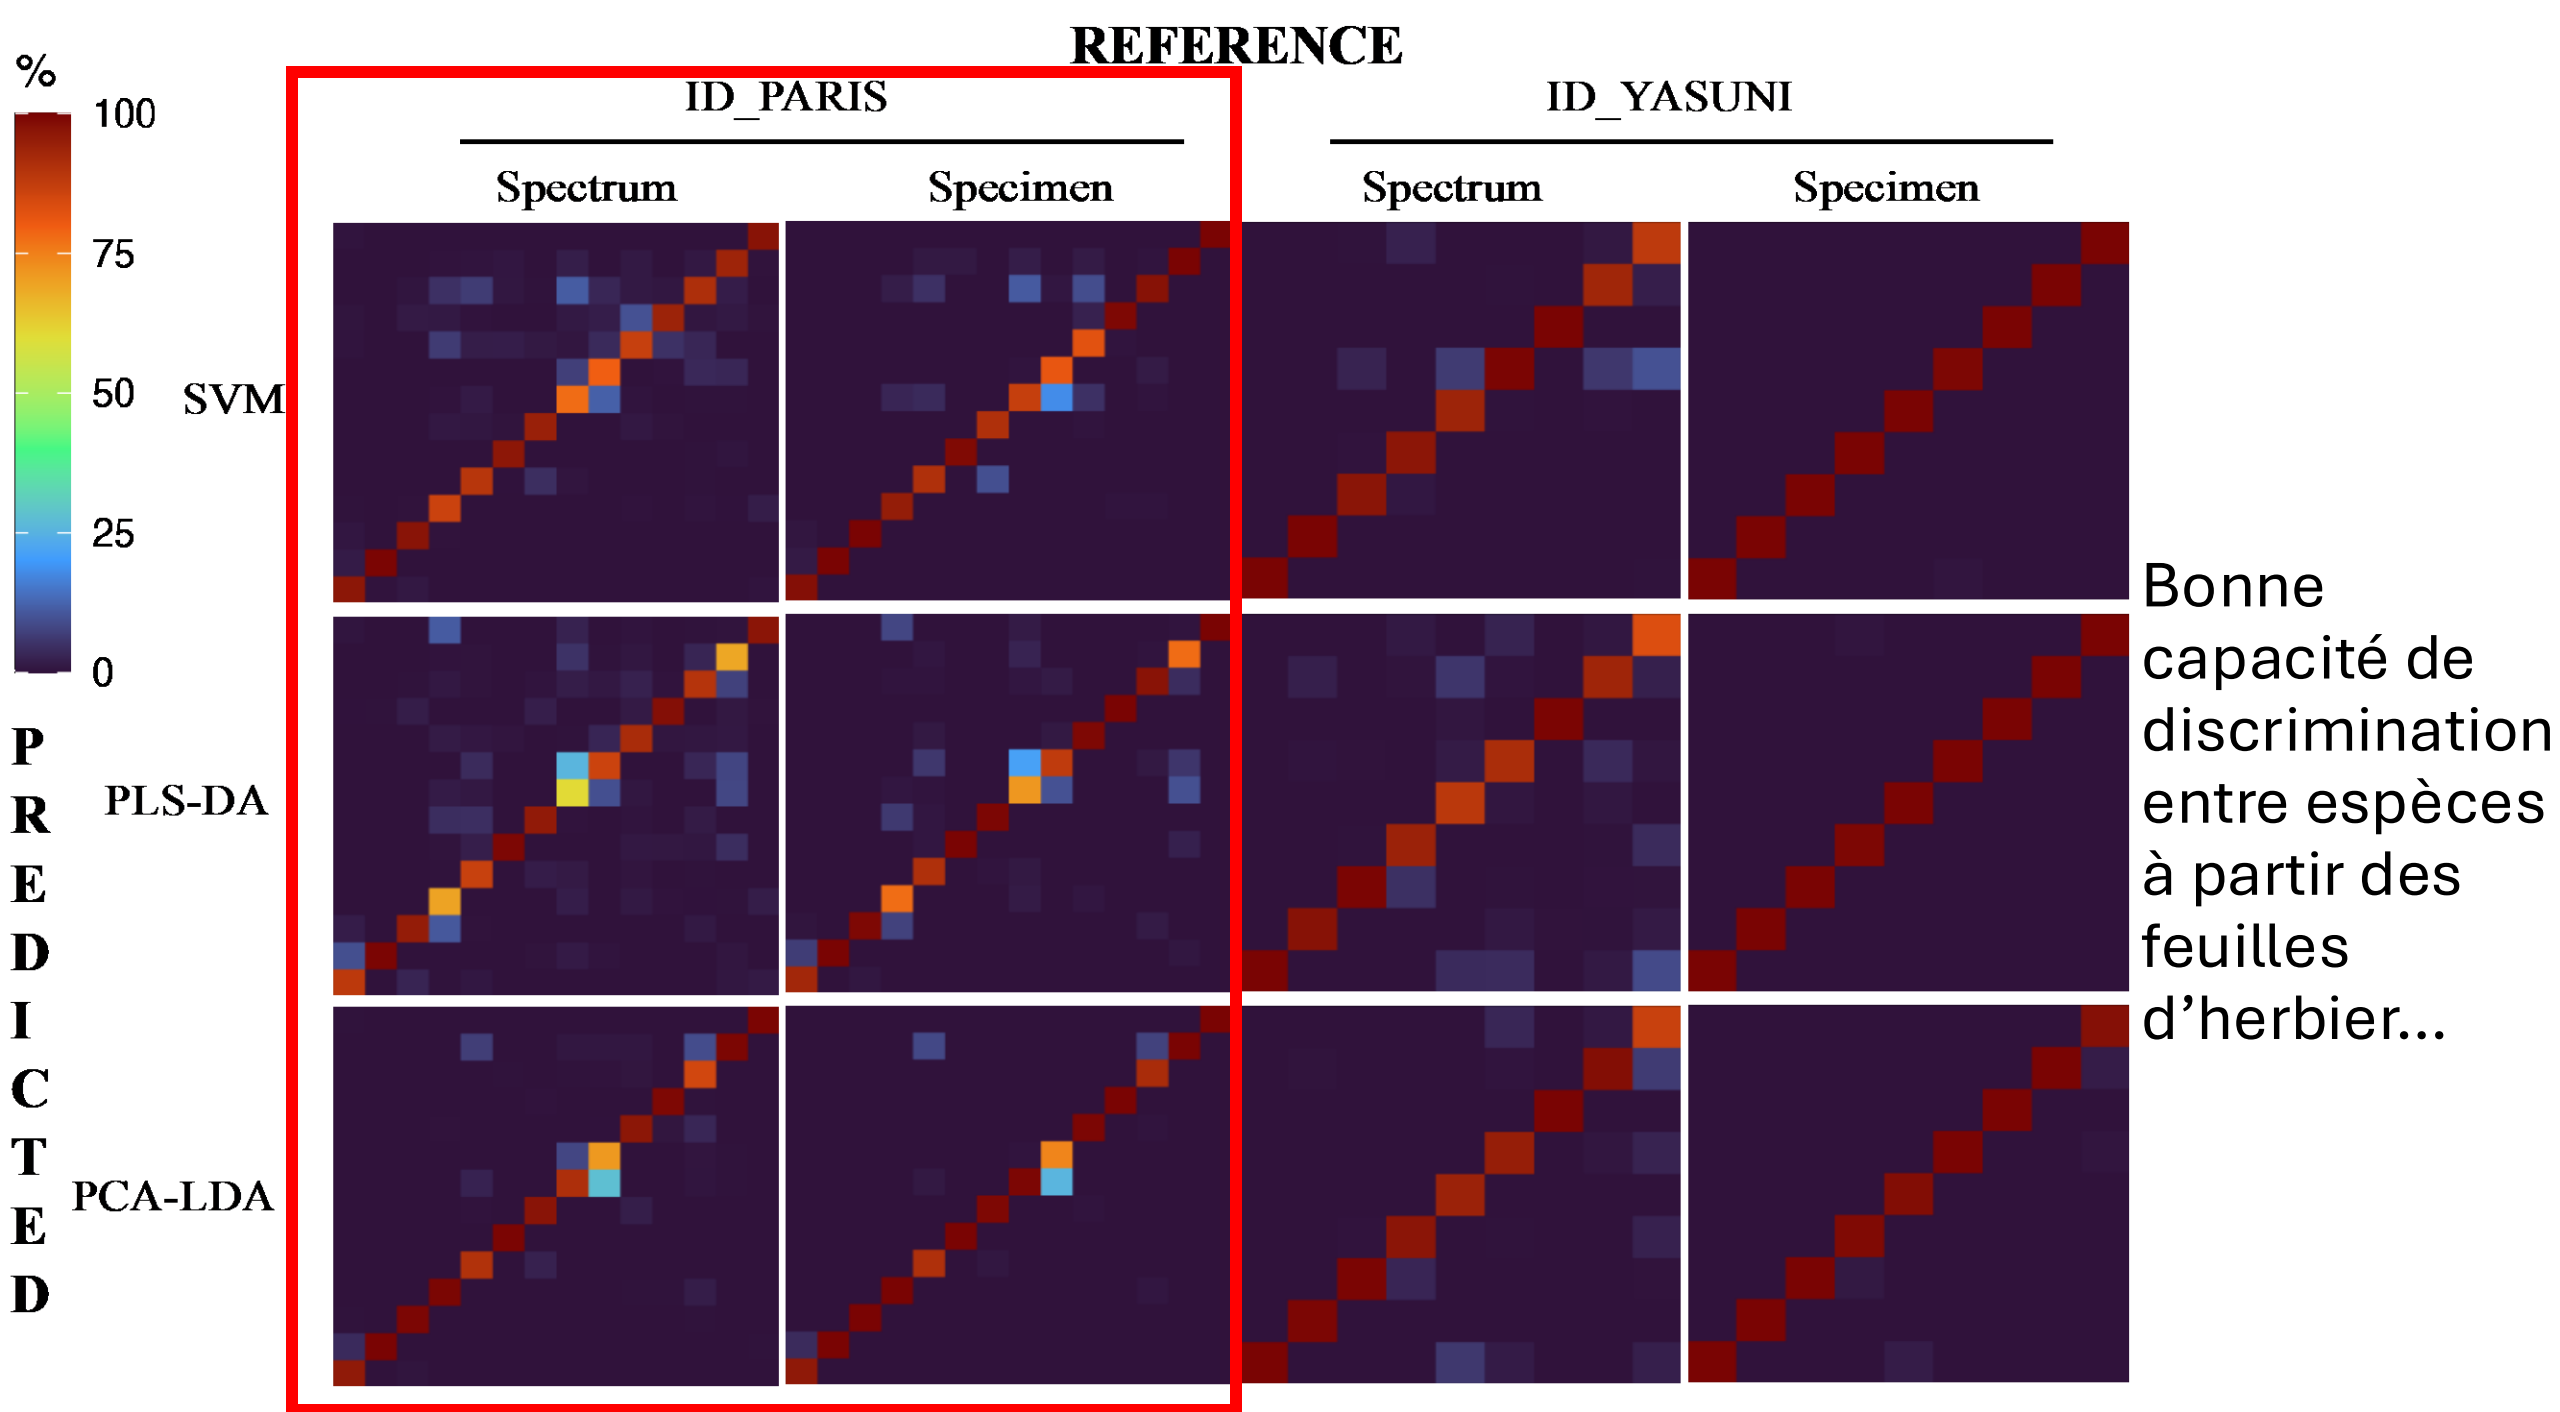 REFERENCE
%
ID_PARIS
ID_YASUNI
100
Spectrum
Specimen
Spectrum
Specimen
75
50
25
0
SVM
PLS-DA
PCA-LDA
P
R
E
D
I
C
T
E
D
Bonne
capacité de
discrimination
entre espèces
à partir des
feuilles
d’herbier...